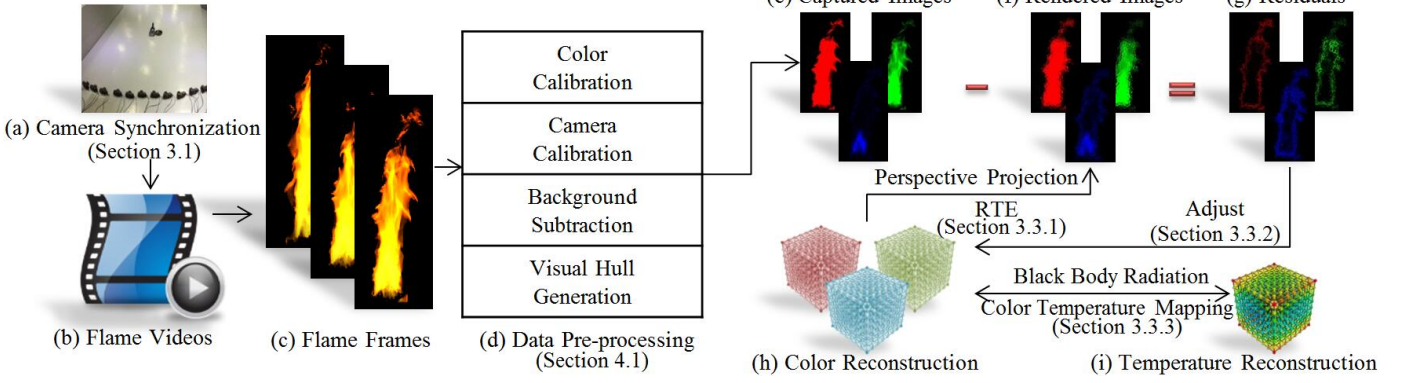 (e) Captured Images
(f) Rendered Images
(g) Residuals
Color
Calibration
Camera
Calibration
Background
Subtraction
Visual Hull
Generation
(a) Camera Synchronization
(Section 3.1)
(b) Flame Videos
(c) Flame Frames
(d) Data Pre-processing
(Section 4.1)
Perspective Projection
RTE
(Section 3.3.1)
Adjust
(Section 3.3.2)
Black Body Radiation
Color Temperature Mapping
(Section 3.3.3)
(h) Color Reconstruction
(i) Temperature Reconstruction